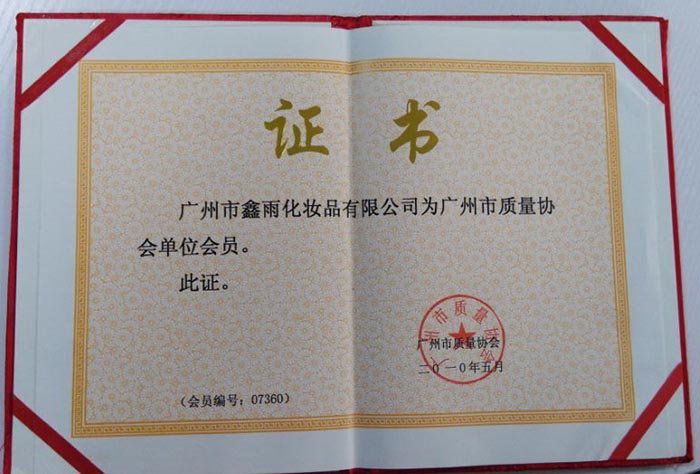 证书
广州市鑫雨化妆品有限公司为广州市质量协
会单位会员。
此证。
广州市质量协会
广州市质量协会
二〇一〇年五月
（会员编号：07360）